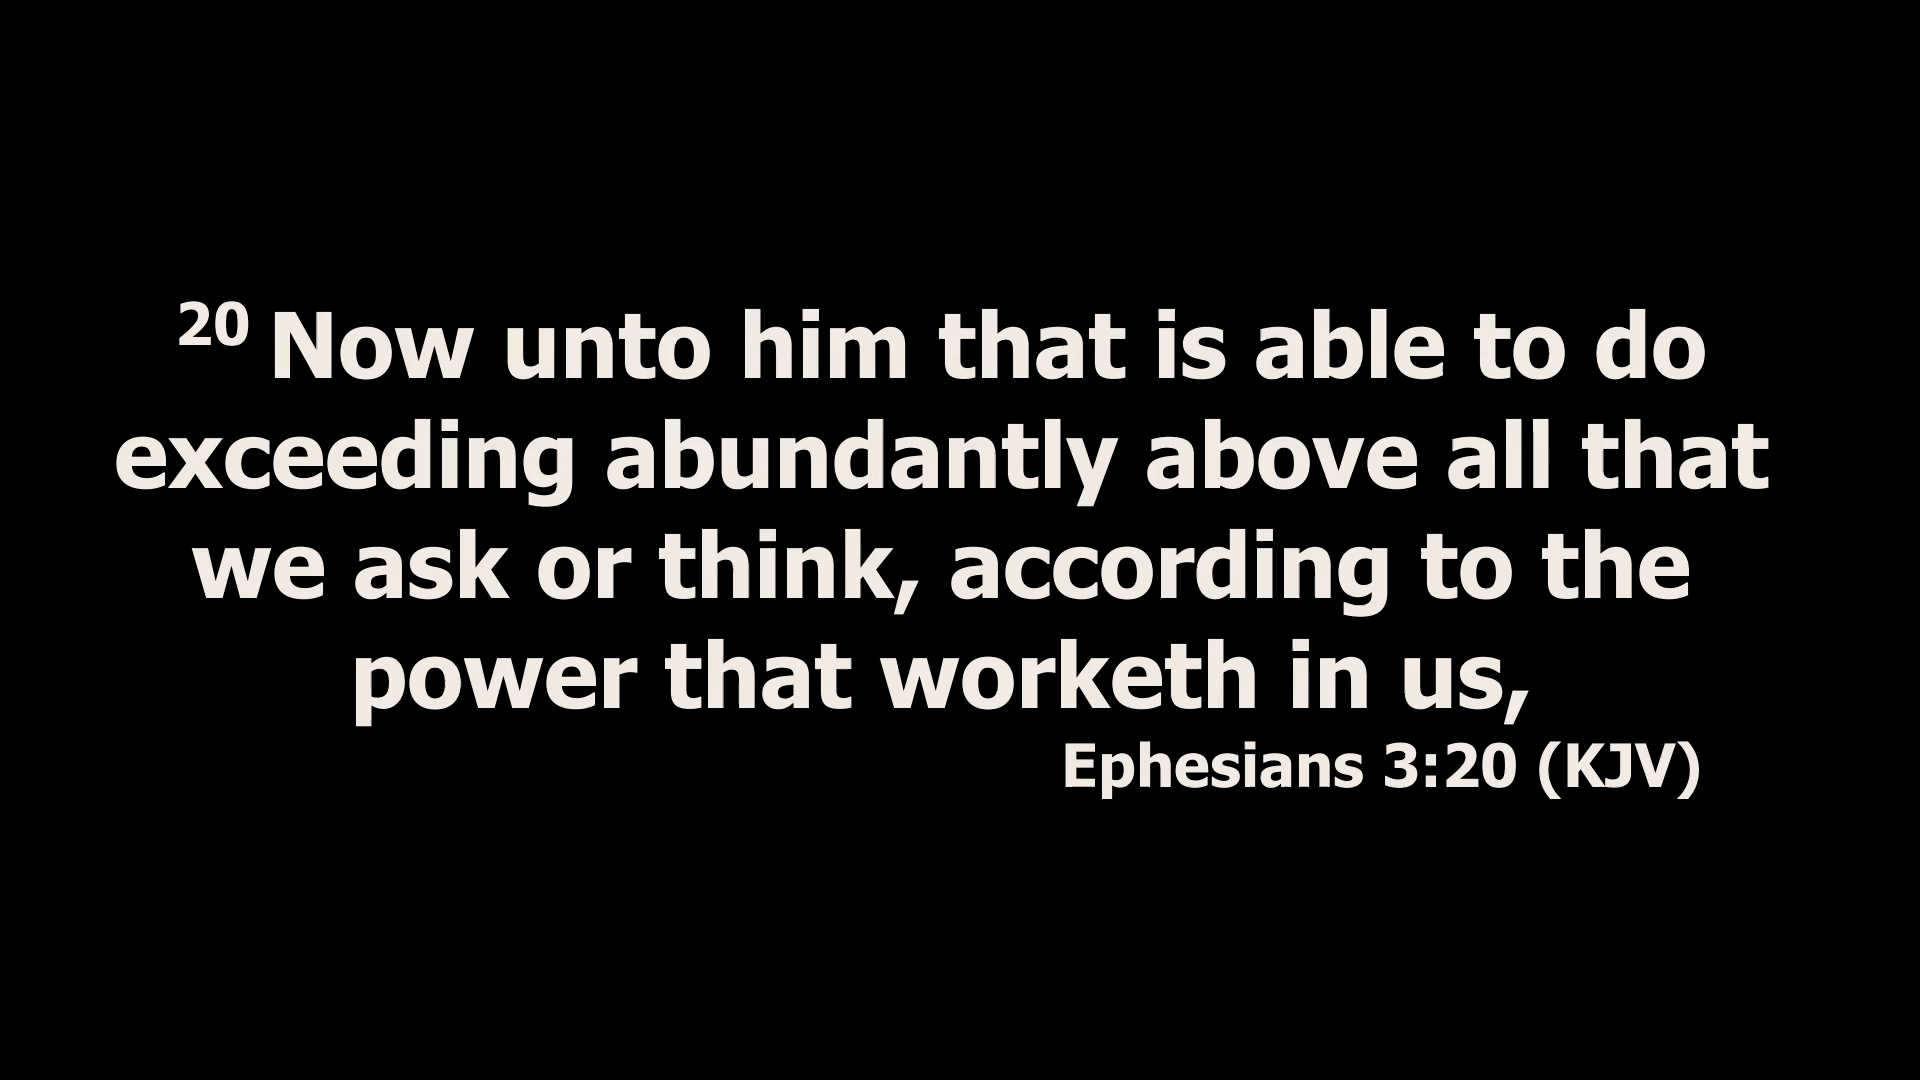 20 Now unto him that is able to do
exceeding abundantly above all that
we ask or think, according to the
power that worketh in us,
Ephesians 3:20 (KJV)